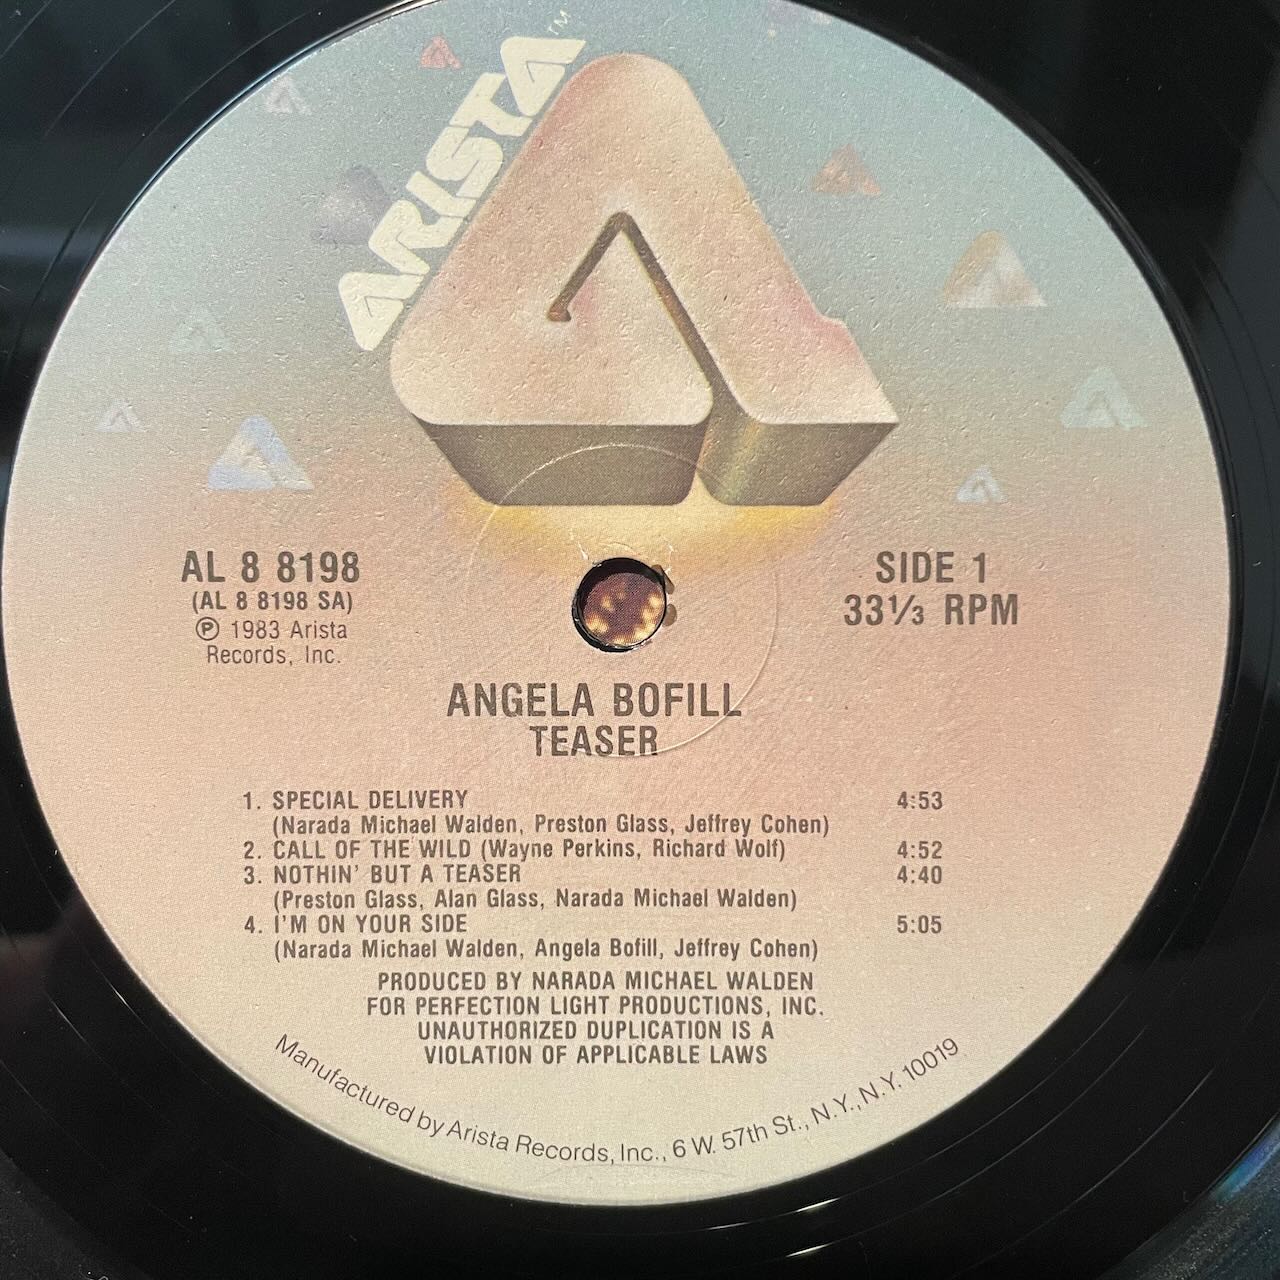 ARISTA™
AL 8 8198
(AL 8 8198 SA)
℗ 1983 Arista
Records, Inc.
SIDE 1
33⅓ RPM
ANGELA BOFILL
TEASER
1. SPECIAL DELIVERY 4:53
(Narada Michael Walden, Preston Glass, Jeffrey Cohen)
2. CALL OF THE WILD (Wayne Perkins, Richard Wolf) 4:52
3. NOTHIN' BUT A TEASER 4:40
(Preston Glass, Alan Glass, Narada Michael Walden)
4. I'M ON YOUR SIDE 5:05
(Narada Michael Walden, Angela Bofill, Jeffrey Cohen)
PRODUCED BY NARADA MICHAEL WALDEN
FOR PERFECTION LIGHT PRODUCTIONS, INC.
UNAUTHORIZED DUPLICATION IS A
VIOLATION OF APPLICABLE LAWS
Manufactured by Arista Records, Inc., 6 W. 57th St., N.Y., N.Y. 10019